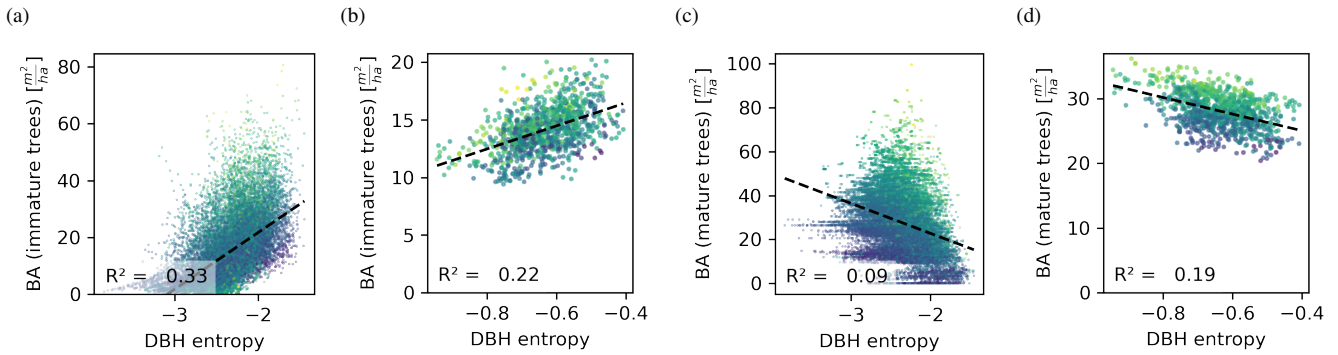 (a)
BA (immature trees) [m²/ha]
80
60
40
20
0
R² = 0.33
−3
−2
DBH entropy
(b)
BA (immature trees) [m²/ha]
20
15
10
5
0
R² = 0.22
−0.8
−0.6
−0.4
DBH entropy
(c)
BA (mature trees) [m²/ha]
100
80
60
40
20
0
R² = 0.09
−3
−2
DBH entropy
(d)
BA (mature trees) [m²/ha]
30
20
10
0
R² = 0.19
−0.8
−0.6
−0.4
DBH entropy